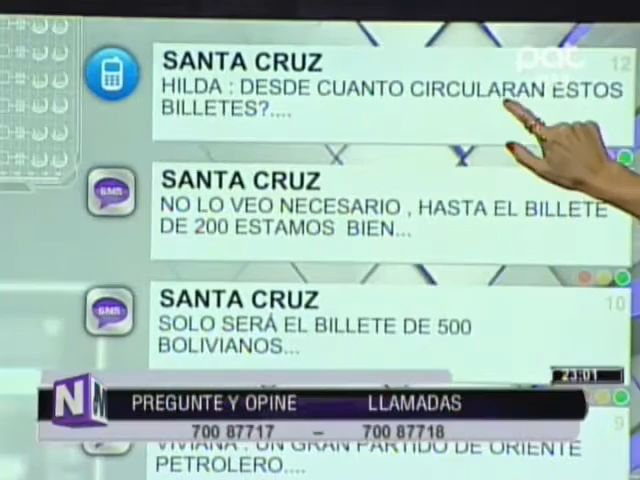 pat
12
SANTA CRUZ
HILDA : DESDE CUANTO CIRCULARAN ESTOS
BILLETES?....
SMS
SANTA CRUZ
NO LO VEO NECESARIO , HASTA EL BILLETE
DE 200 ESTAMOS BIEN...
10
SMS
SANTA CRUZ
SOLO SERÁ EL BILLETE DE 500
BOLIVIANOS...
23:01
N
PREGUNTE Y OPINE LLAMADAS
9
700 87717 – 700 87718
VIVIANA : UN GRAN PARTIDO DE ORIENTE
PETROLERO....